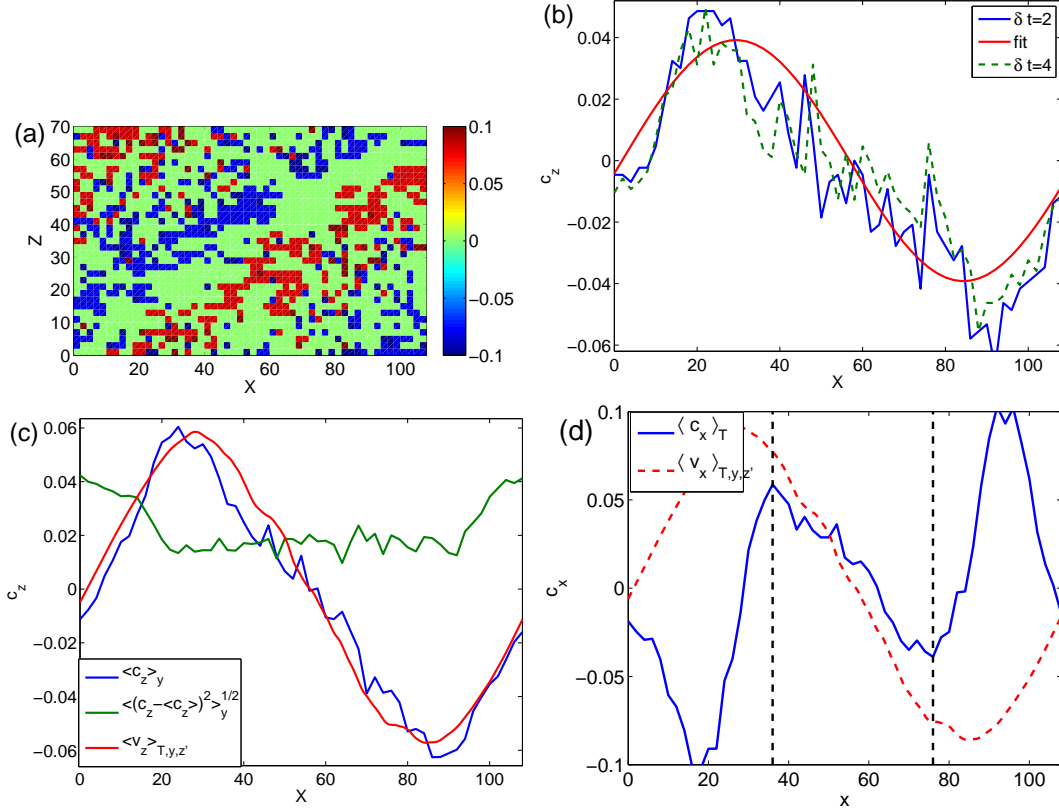 (a)
70
60
50
40
30
20
10
0
Z
0 20 40 60 80 100
X
0.1
0.05
0
−0.05
−0.1
(b)
0.04
0.02
0
−0.02
−0.04
−0.06
c_z
0 20 40 60 80 100
X
δ t=2
fit
δ t=4
(c)
0.06
0.04
0.02
0
−0.02
−0.04
−0.06
c_z
0 20 40 60 80 100
X
<c_z>_y
<(c_z−<c_z>)^2>_y^1/2
<v_z>_T,y,z'
(d)
0.1
0.05
0
−0.05
−0.1
c_x
0 20 40 60 80 100
x
⟨ c_x ⟩_T
⟨ v_x ⟩_T,y,z'